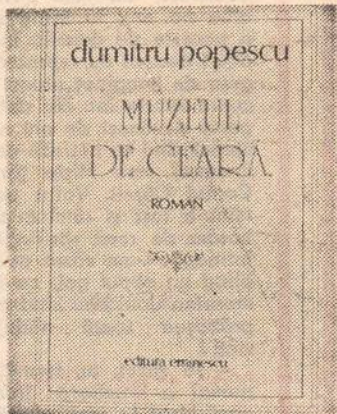 dumitru popescu
MUZEUL
DE CEARĂ
ROMAN
editura eminescu